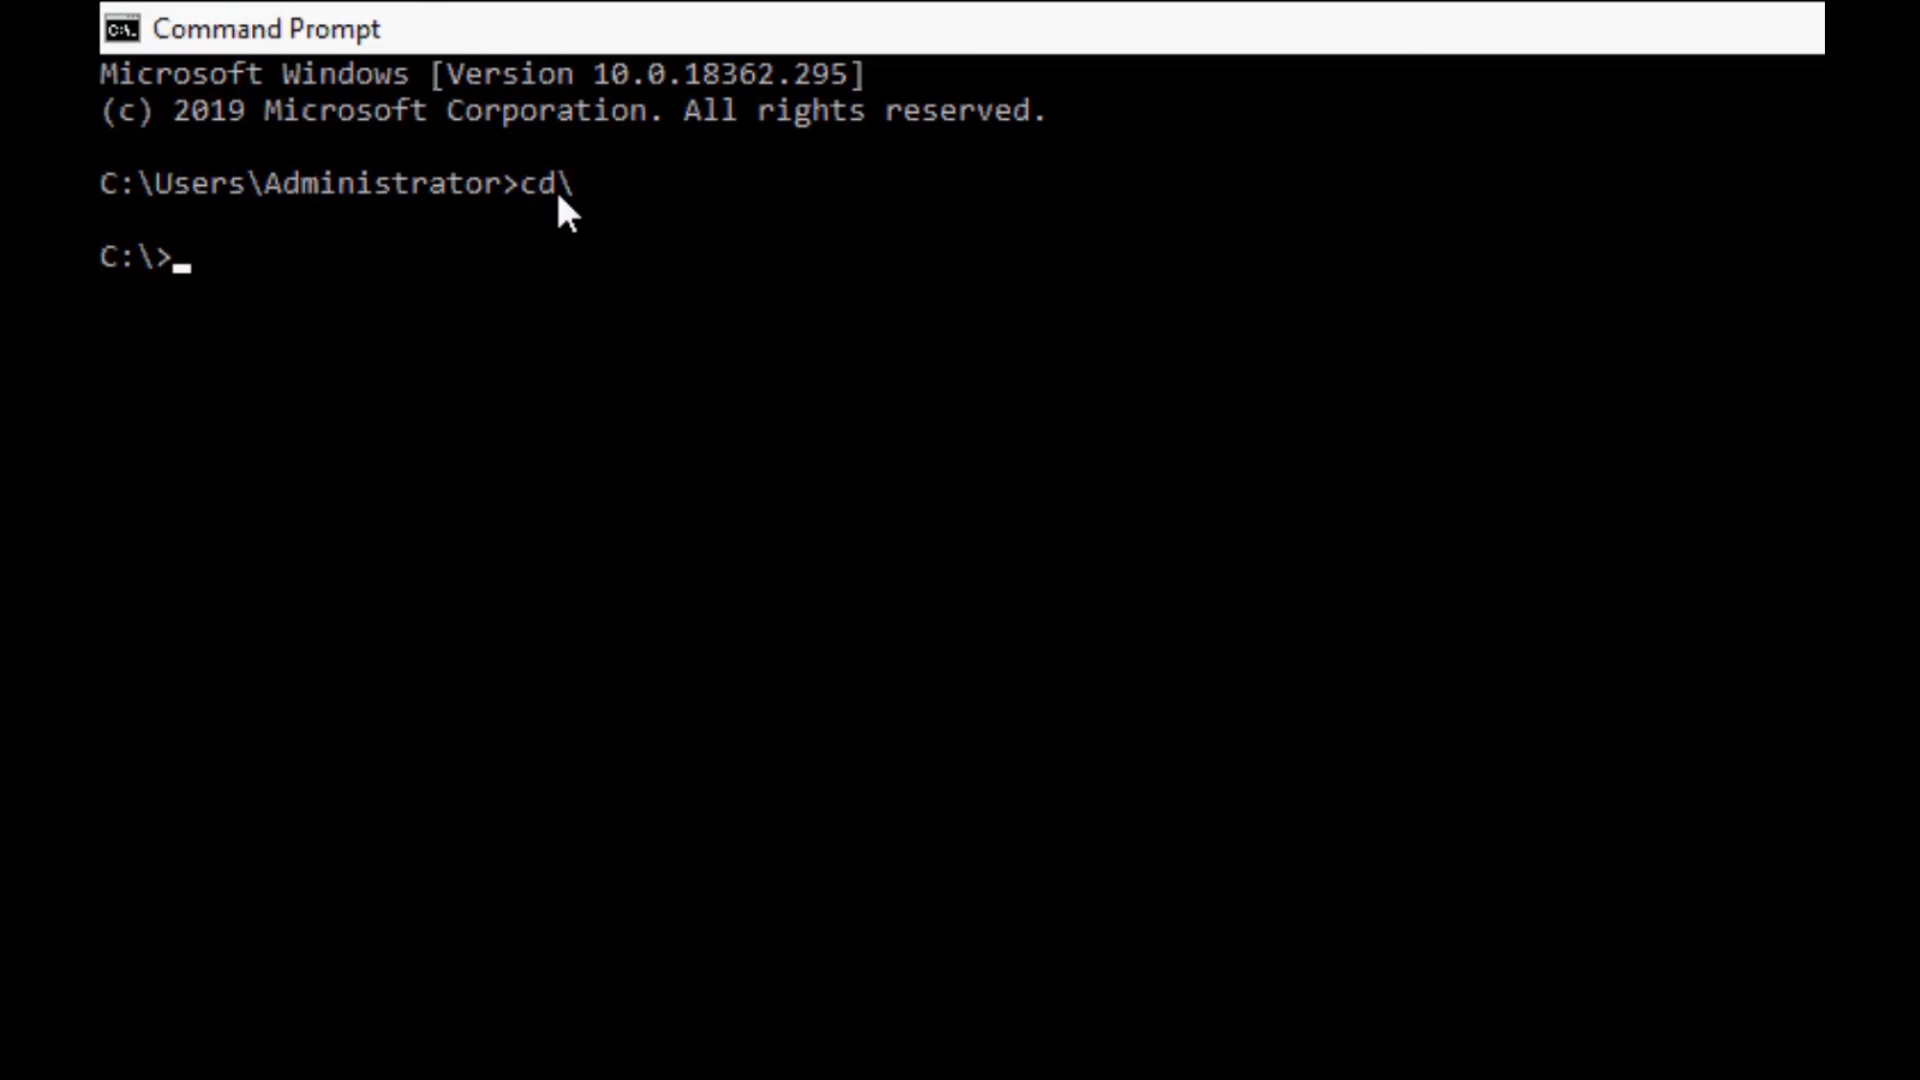 Command Prompt
Microsoft Windows [Version 10.0.18362.295]
(c) 2019 Microsoft Corporation. All rights reserved.
C:\Users\Administrator>cd\
C:\>